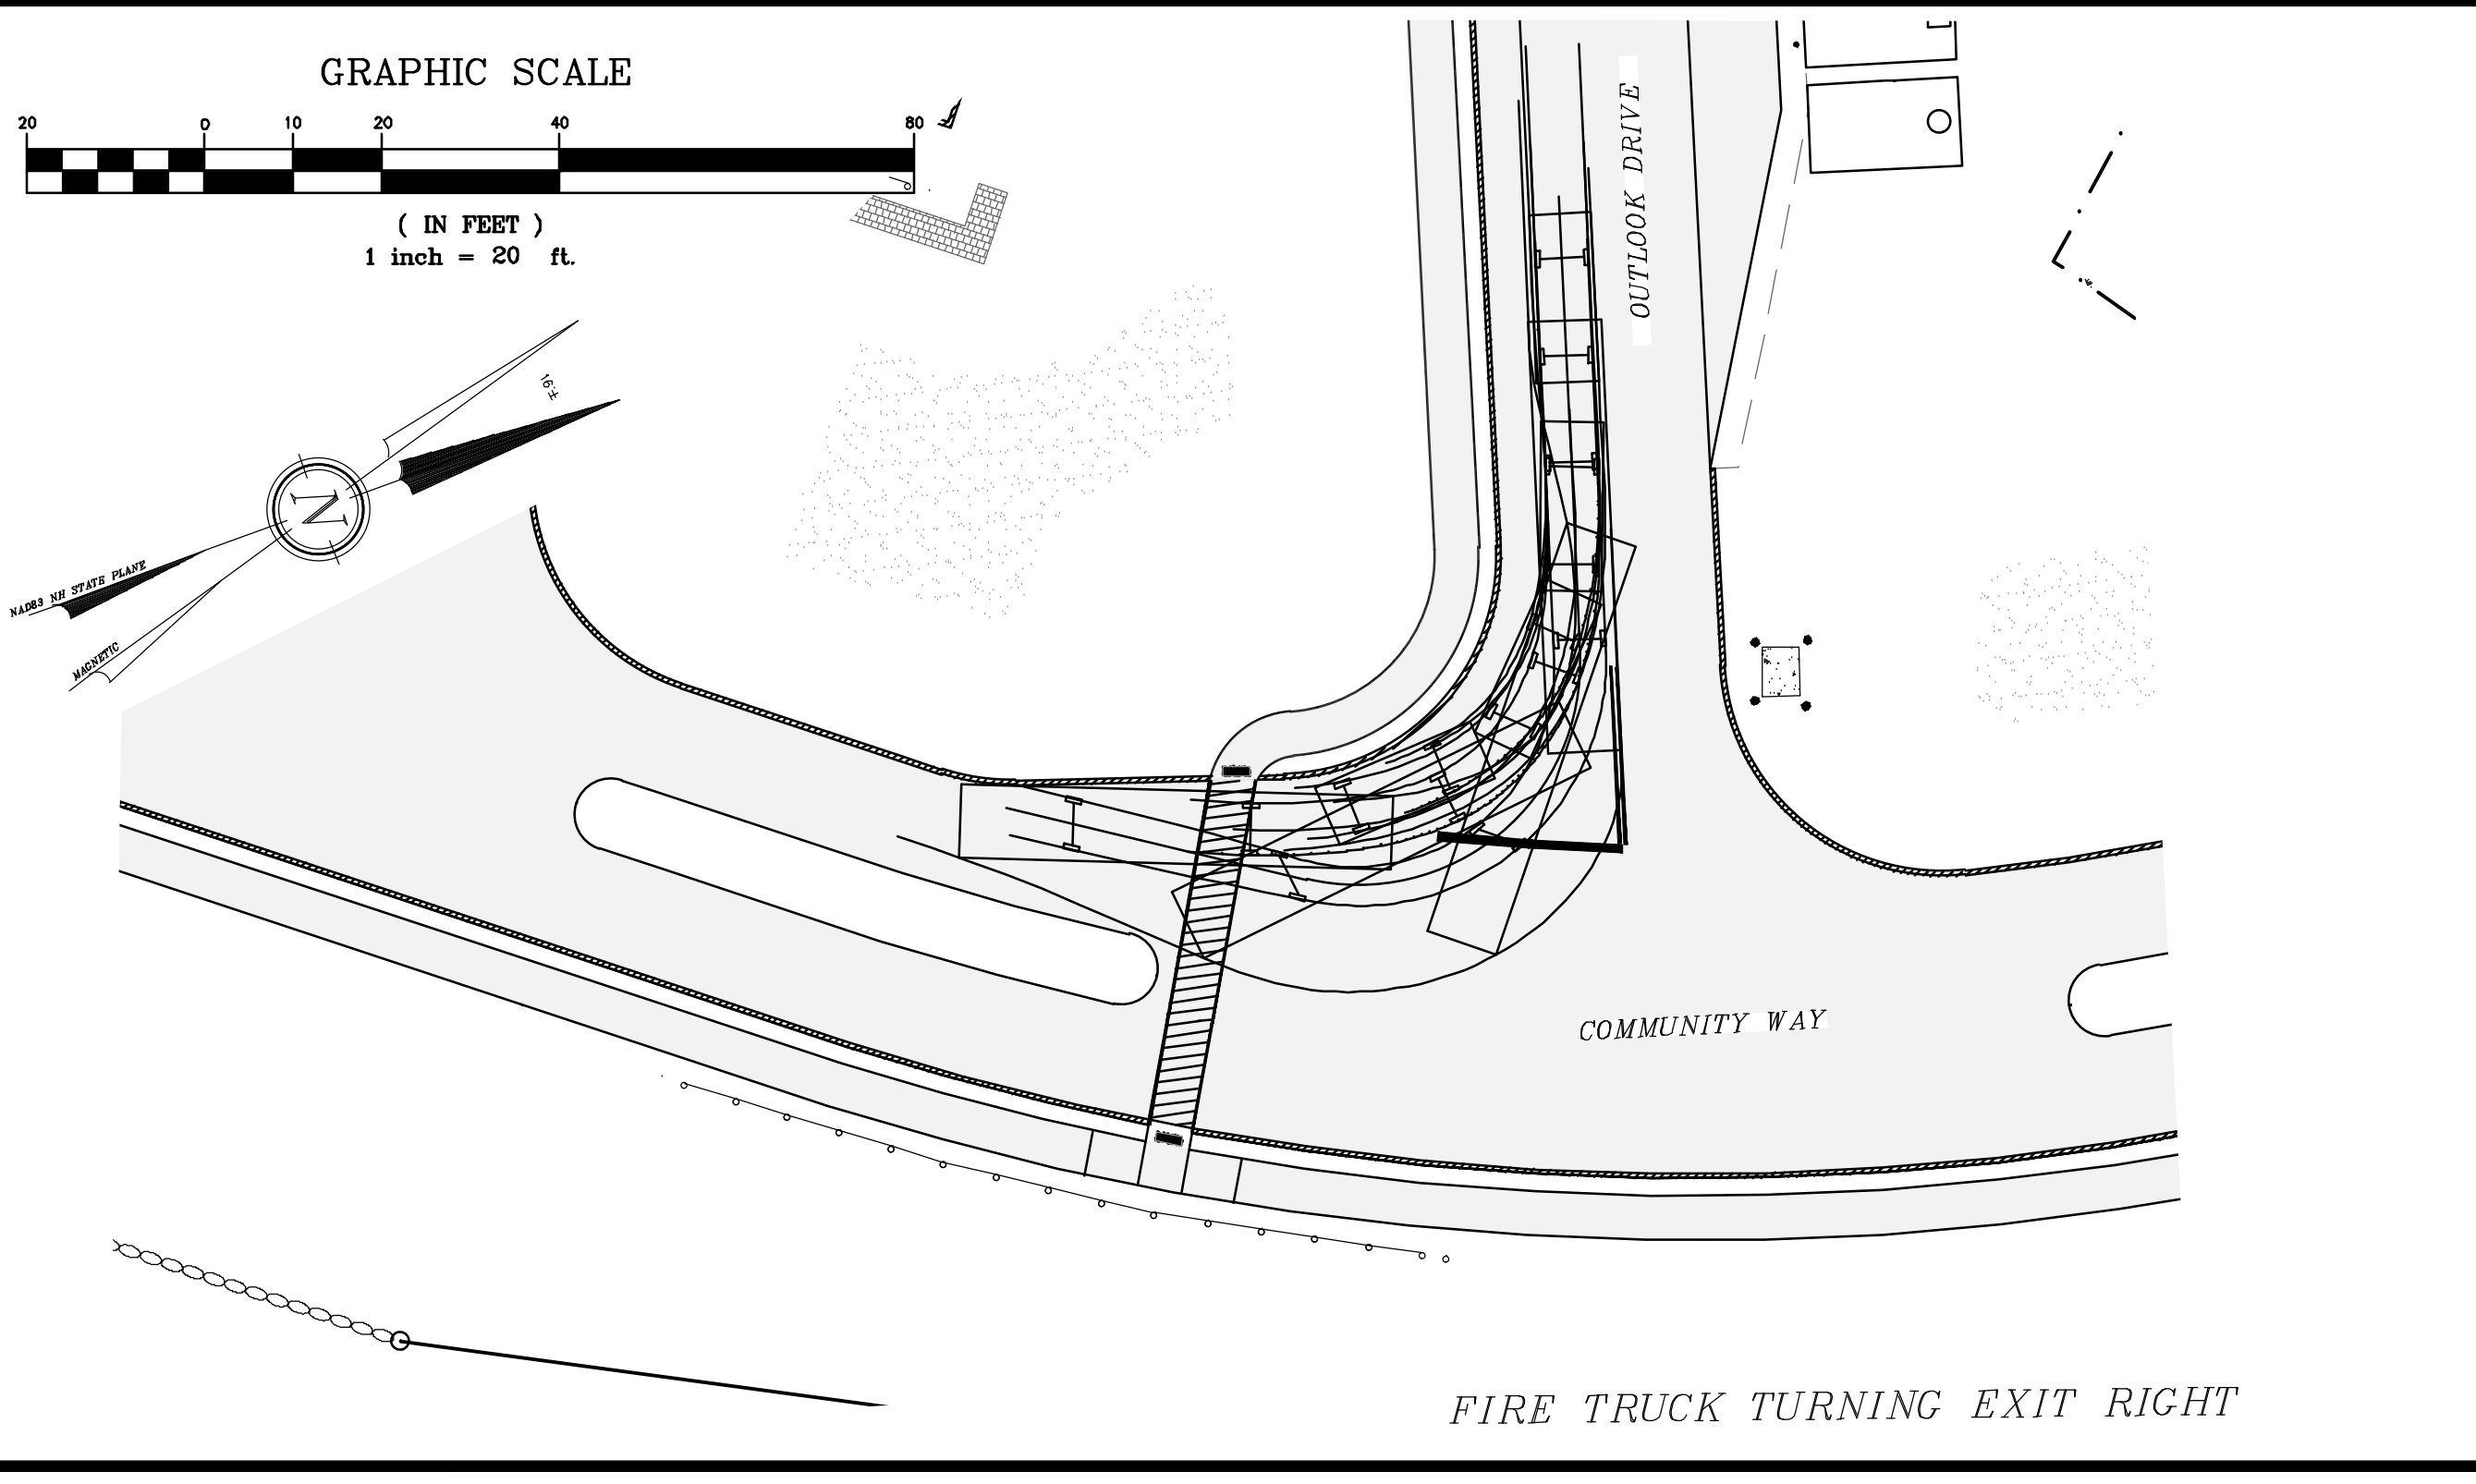 GRAPHIC SCALE
20 0 10 20 40 80
( IN FEET )
1 inch = 20 ft.
OUTLOOK DRIVE
N
NAD83 NH STATE PLANE
MAGNETIC
COMMUNITY WAY
FIRE TRUCK TURNING EXIT RIGHT